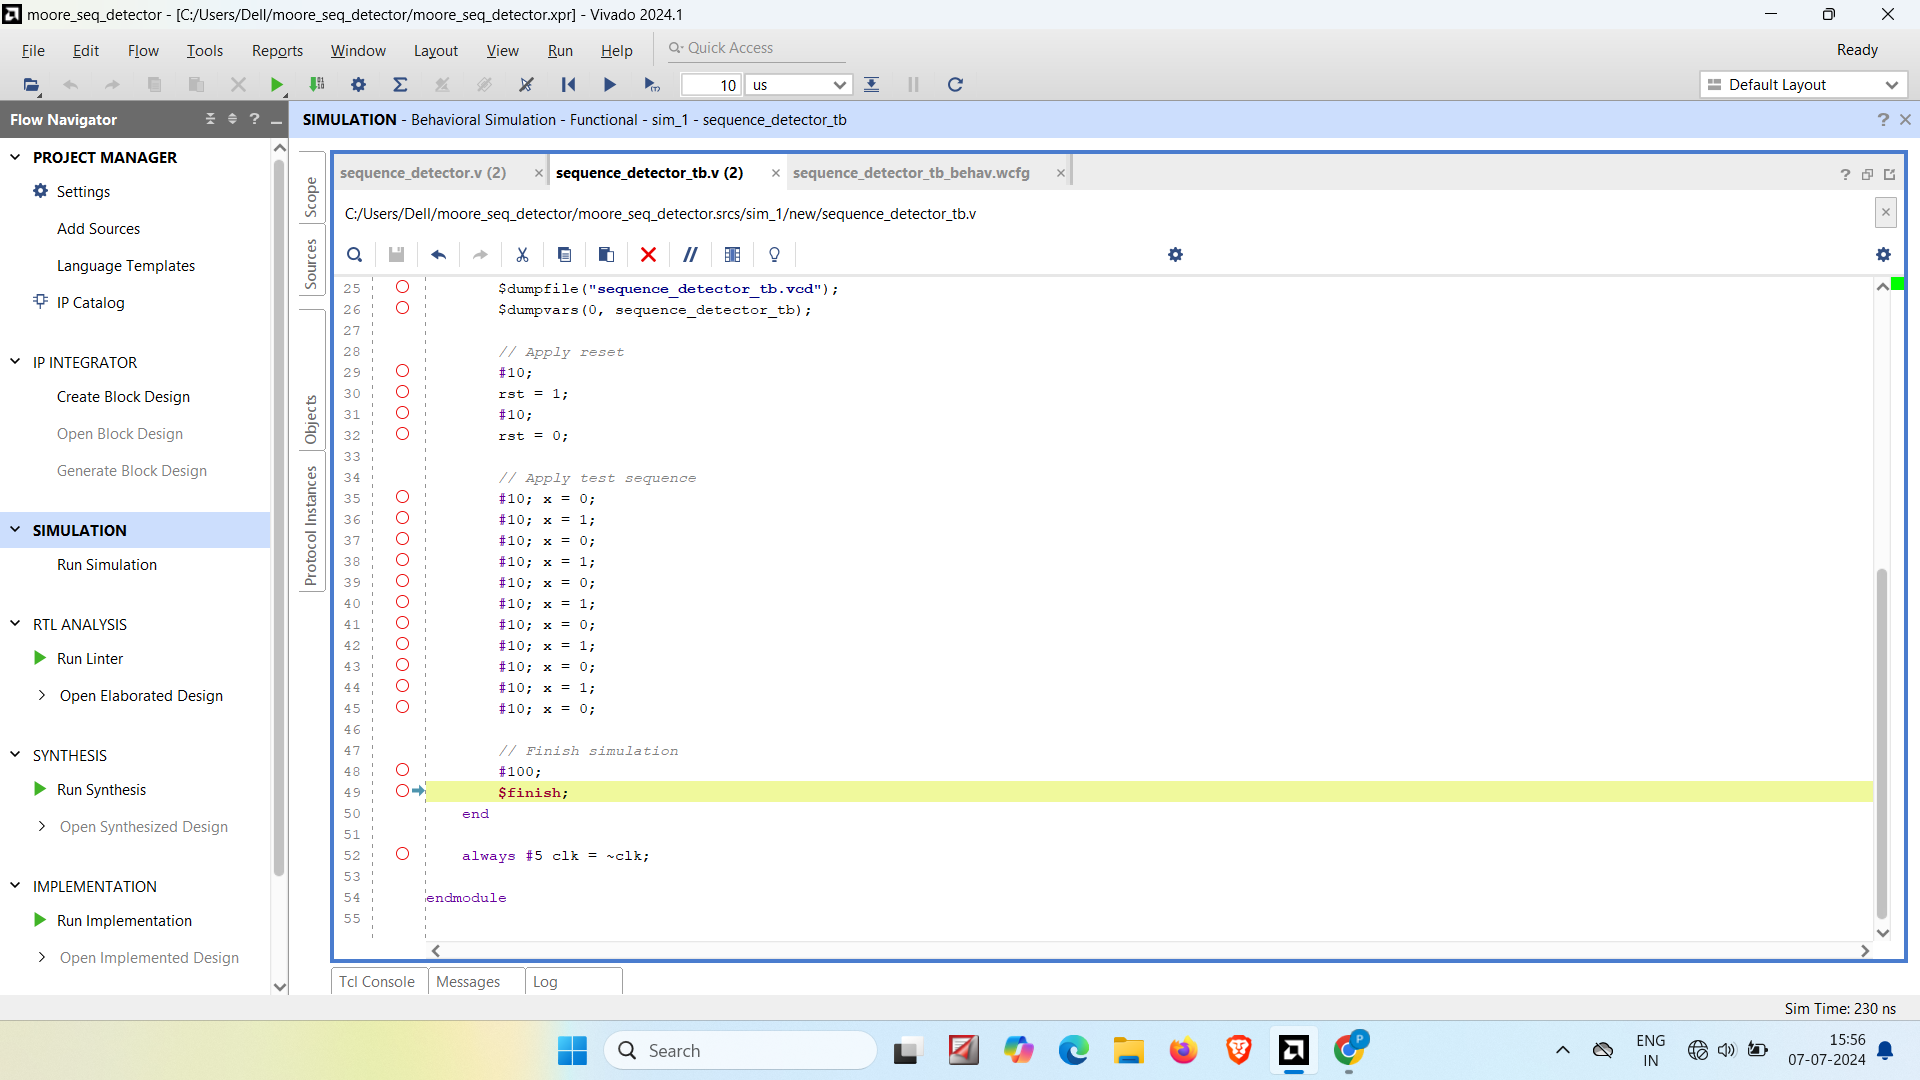 moore_seq_detector - [C:/Users/Dell/moore_seq_detector/moore_seq_detector.xpr] - Vivado 2024.1
File Edit Flow Tools Reports Window Layout View Run Help Quick Access Ready
10 us Default Layout
Flow Navigator ?
SIMULATION - Behavioral Simulation - Functional - sim_1 - sequence_detector_tb ?
PROJECT MANAGER
Settings
Add Sources
Language Templates
IP Catalog
IP INTEGRATOR
Create Block Design
Open Block Design
Generate Block Design
SIMULATION
Run Simulation
RTL ANALYSIS
Run Linter
Open Elaborated Design
SYNTHESIS
Run Synthesis
Open Synthesized Design
IMPLEMENTATION
Run Implementation
Open Implemented Design
Scope
Sources
Objects
Protocol Instances
sequence_detector.v (2) × sequence_detector_tb.v (2) × sequence_detector_tb_behav.wcfg × ?
C:/Users/Dell/moore_seq_detector/moore_seq_detector.srcs/sim_1/new/sequence_detector_tb.v
25 $dumpfile("sequence_detector_tb.vcd");
26 $dumpvars(0, sequence_detector_tb);
27
28 // Apply reset
29 #10;
30 rst = 1;
31 #10;
32 rst = 0;
33
34 // Apply test sequence
35 #10; x = 0;
36 #10; x = 1;
37 #10; x = 0;
38 #10; x = 1;
39 #10; x = 0;
40 #10; x = 1;
41 #10; x = 0;
42 #10; x = 1;
43 #10; x = 0;
44 #10; x = 1;
45 #10; x = 0;
46
47 // Finish simulation
48 #100;
49 $finish;
50 end
51
52 always #5 clk = ~clk;
53
54 endmodule
55
Tcl Console Messages Log
Sim Time: 230 ns
Search
P
ENG
IN
15:56
07-07-2024